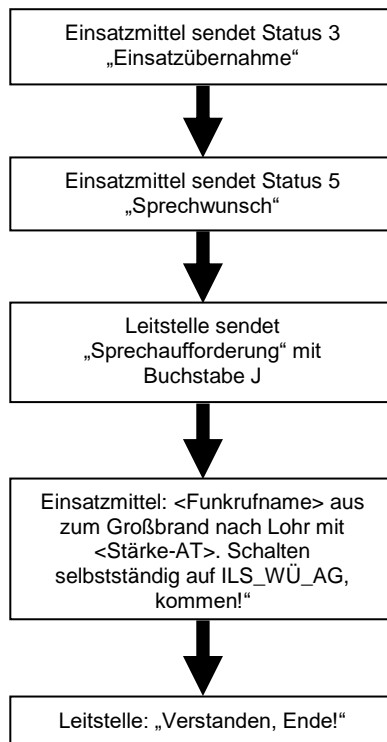 Einsatzmittel sendet Status 3
„Einsatzübernahme“
Einsatzmittel sendet Status 5
„Sprechwunsch“
Leitstelle sendet
„Sprechaufforderung“ mit
Buchstabe J
Einsatzmittel: <Funkrufname> aus
zum Großbrand nach Lohr mit
<Stärke-AT>. Schalten
selbstständig auf ILS_WÜ_AG,
kommen!“
Leitstelle: „Verstanden, Ende!“